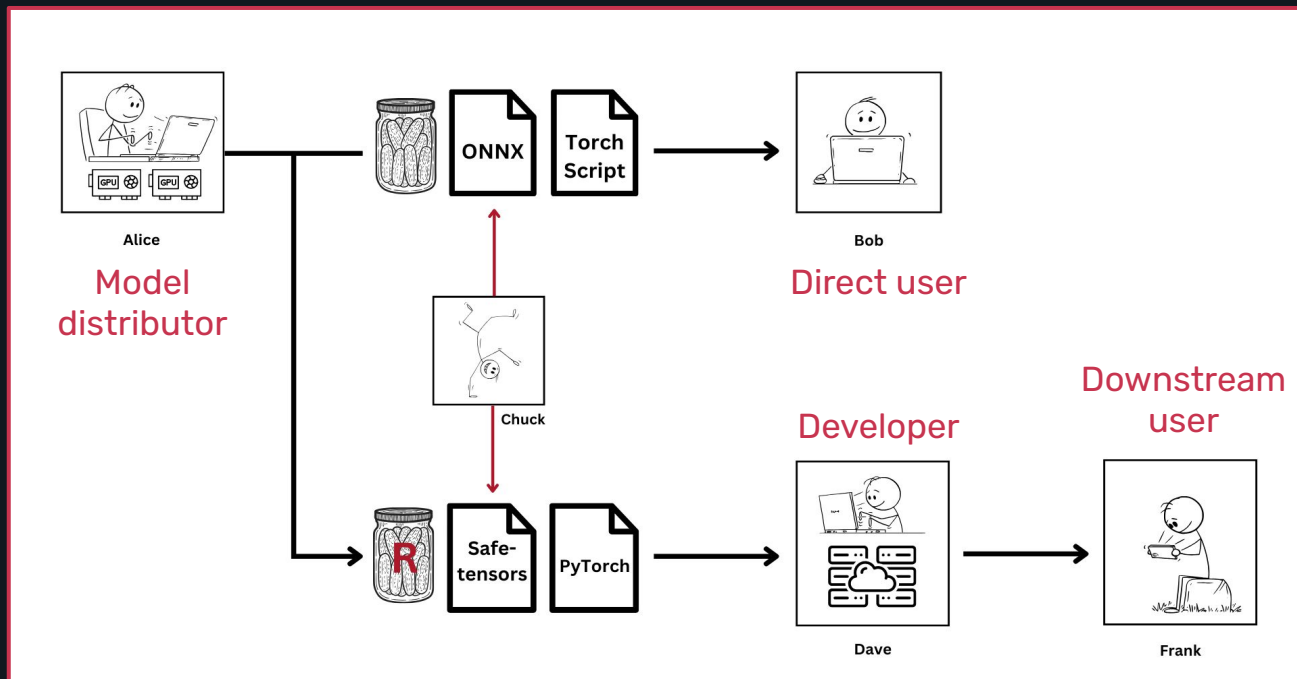 GPU
GPU
Alice
Model
distributor
ONNX
Torch
Script
Bob
Direct user
Chuck
R
Safe-
tensors
PyTorch
Developer
Dave
Downstream
user
Frank